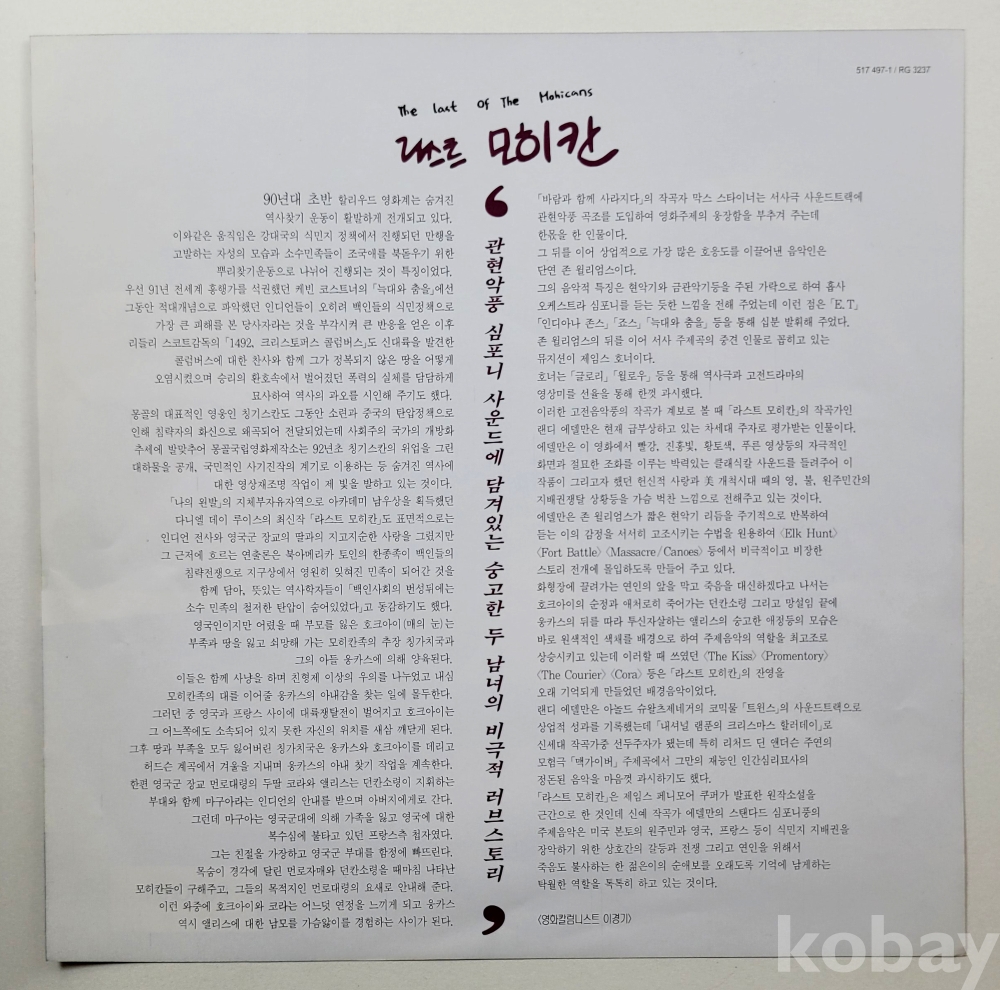 517 497-1 / RG 3237
The Last Of The Mohicans
라스트 모히칸
90년대 초반 할리우드 영화계는 숨겨진
역사찾기 운동이 활발하게 전개되고 있다.
이와같은 움직임은 강대국의 식민지 정책에서 진행되던 만행을
고발하는 자성의 모습과 소수민족들이 조국애를 북돋우기 위한
뿌리찾기운동으로 나뉘어 진행되는 것이 특징이었다.
우선 91년 전세계 흥행가를 석권했던 케빈 코스트너의 「늑대와 춤을」에선
그동안 적대개념으로 파악했던 인디언들이 오히려 백인들의 식민정책으로
가장 큰 피해를 본 당사자라는 것을 부각시켜 큰 반응을 얻은 이후
리들리 스코트감독의 「1492, 크리스토퍼스 콜럼버스」도 신대륙을 발견한
콜럼버스에 대한 찬사와 함께 그가 정복되지 않은 땅을 어떻게
오염시켰으며 승리의 환호속에서 벌어졌던 폭력의 실체를 담담하게
묘사하여 역사의 과오를 시인해 주기도 했다.
몽골의 대표적인 영웅인 칭기스칸도 그동안 소련과 중국의 탄압정책으로
인해 침략자의 화신으로 왜곡되어 전달되었는데 사회주의 국가의 개방화
추세에 발맞추어 몽골국립영화제작소는 92년초 칭기스칸의 위업을 그린
대하물을 공개, 국민적인 사기진작의 계기로 이용하는 등 숨겨진 역사에
대한 영상재조명 작업이 제 빛을 발하고 있는 것이다.
「나의 왼발」의 지체부자유자역으로 아카데미 남우상을 획득했던
다니엘 데이 루이스의 최신작 「라스트 모히칸」도 표면적으로는
인디언 전사와 영국군 장교의 딸과의 지고지순한 사랑을 그렸지만
그 근저에 흐르는 연출론은 북아메리카 토인의 한종족이 백인들의
침략전쟁으로 지구상에서 영원히 잊혀진 민족이 되어간 것을
함께 담아, 뜻있는 역사학자들이 「백인사회의 번성뒤에는
소수 민족의 철저한 탄압이 숨어있었다」고 동감하기도 했다.
영국인이지만 어렸을 때 부모를 잃은 호크아이(매의 눈)는
부족과 땅을 잃고 쇠망해 가는 모히칸족의 추장 칭가치국과
그의 아들 웅카스에 의해 양육된다.
이들은 함께 사냥을 하며 친형제 이상의 우의를 나누었고 내심
모히칸족의 대를 이어줄 웅카스의 아내감을 찾는 일에 몰두한다.
그러던 중 영국과 프랑스 사이에 대륙쟁탈전이 벌어지고 호크아이는
그 어느쪽에도 소속되어 있지 못한 자신의 위치를 새삼 깨닫게 된다.
그후 땅과 부족을 모두 잃어버린 칭가치국은 웅카스와 호크아이를 데리고
허드슨 계곡에서 겨울을 지내며 웅카스의 아내 찾기 작업을 계속한다.
한편 영국군 장교 먼로대령의 두딸 코라와 앨리스는 던칸소령이 지휘하는
부대와 함께 마구아라는 인디언의 안내를 받으며 아버지에게로 간다.
그런데 마구아는 영국군대에 의해 가족을 잃고 영국에 대한
복수심에 불타고 있던 프랑스측 첩자였다.
그는 친절을 가장하고 영국군 부대를 함정에 빠뜨린다.
목숨이 경각에 달린 먼로자매와 던칸소령을 때마침 나타난
모히칸들이 구해주고, 그들의 목적지인 먼로대령의 요새로 안내해 준다.
이런 와중에 호크아이와 코라는 어느덧 연정을 느끼게 되고 웅카스
역시 앨리스에 대한 남모를 가슴앓이를 경험하는 사이가 된다.
‘
관현악풍 심포니 사운드에 담겨있는 숭고한 두 남녀의 비극적 러브스토리
’
「바람과 함께 사라지다」의 작곡자 막스 스타이너는 서사극 사운드트랙에
관현악풍 곡조를 도입하여 영화주제의 웅장함을 부추겨 주는데
한몫을 한 인물이다.
그 뒤를 이어 상업적으로 가장 많은 호응도를 이끌어낸 음악인은
단연 존 윌리엄스이다.
그의 음악적 특징은 현악기와 금관악기등을 주된 가락으로 하여 흡사
오케스트라 심포니를 듣는 듯한 느낌을 전해 주었는데 이런 점은 「E.T」
「인디아나 존스」 「죠스」 「늑대와 춤을」 등을 통해 십분 발휘해 주었다.
존 윌리엄스의 뒤를 이어 서사 주제곡의 중견 인물로 꼽히고 있는
뮤지션이 제임스 호너이다.
호너는 「글로리」 「윌로우」 등을 통해 역사극과 고전드라마의
영상미를 선율을 통해 한껏 과시했다.
이러한 고전음악풍의 작곡가 계보로 볼 때 「라스트 모히칸」의 작곡가인
랜디 에델만은 현재 급부상하고 있는 차세대 주자로 평가받는 인물이다.
에델만은 이 영화에서 빨강, 진홍빛, 황토색, 푸른 영상등의 자극적인
화면과 절묘한 조화를 이루는 박력있는 클래식칼 사운드를 들려주어 이
작품이 그리고자 했던 헌신적 사랑과 美 개척시대 때의 영, 불, 원주민간의
지배권쟁탈 상황등을 가슴 벅찬 느낌으로 전해주고 있는 것이다.
에델만은 존 윌리엄스가 짧은 현악기 리듬을 주기적으로 반복하여
듣는 이의 감정을 서서히 고조시키는 수법을 원용하여 〈Elk Hunt〉
〈Fort Battle〉 〈Massacre/Canoes〉 등에서 비극적이고 비장한
스토리 전개에 몰입하도록 만들어 주고 있다.
화형장에 끌려가는 연인의 앞을 막고 죽음을 대신하겠다고 나서는
호크아이의 순정과 애처로히 죽어가는 던칸소령 그리고 망설임 끝에
웅카스의 뒤를 따라 투신자살하는 앨리스의 숭고한 애정등의 모습은
바로 원색적인 색채를 배경으로 하여 주제음악의 역할을 최고조로
상승시키고 있는데 이러할 때 쓰였던 〈The Kiss〉 〈Promentory〉
〈The Courier〉 〈Cora〉 등은 「라스트 모히칸」의 잔영을
오래 기억되게 만들었던 배경음악이었다.
랜디 에델만은 아놀드 슈왈츠제네거의 코믹물 「트윈스」의 사운드트랙으로
상업적 성과를 기록했는데 「내셔널 램푼의 크리스마스 할러데이」로
신세대 작곡가중 선두주자가 됐는데 특히 리처드 딘 앤더슨 주연의
모험극 「맥가이버」 주제곡에서 그만의 재능인 인간심리묘사의
정돈된 음악을 마음껏 과시하기도 했다.
「라스트 모히칸」은 제임스 페니모어 쿠퍼가 발표한 원작소설을
근간으로 한 것인데 신예 작곡가 에델만의 스탠다드 심포니풍의
주제음악은 미국 본토의 원주민과 영국, 프랑스 등이 식민지 지배권을
장악하기 위한 상호간의 갈등과 전쟁 그리고 연인을 위해서
죽음도 불사하는 한 젊은이의 순애보를 오래도록 기억에 남게하는
탁월한 역할을 톡톡히 하고 있는 것이다.
〈영화칼럼니스트 이경기〉
kobay